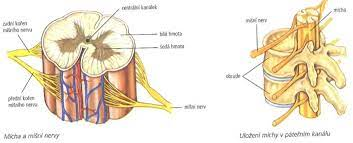 centrální kanálek
zadní kořen
míšního nervu
bílá hmota
šedá hmota
přední kořen
míšního nervu
míšní nerv
Mícha a míšní nervy
mícha
míšní nerv
obratle
Uložení míchy v páteřním kanálu